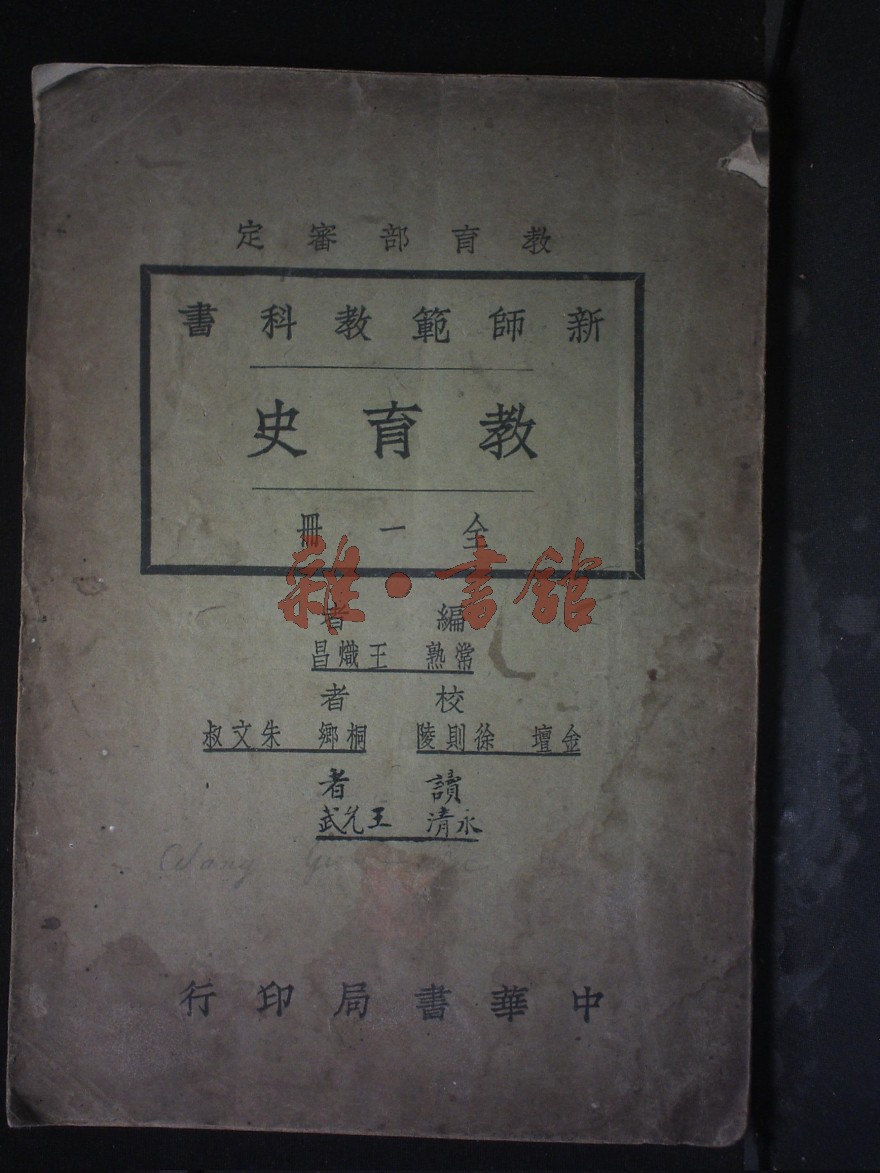 教育部審定
新師範教科書
教育史
全一冊
雜·書館
編者
常熟 王熾昌
校者
金壇 徐則陵 桐鄉 朱文叔
讀者
永清 王允武
Wang
中華書局印行